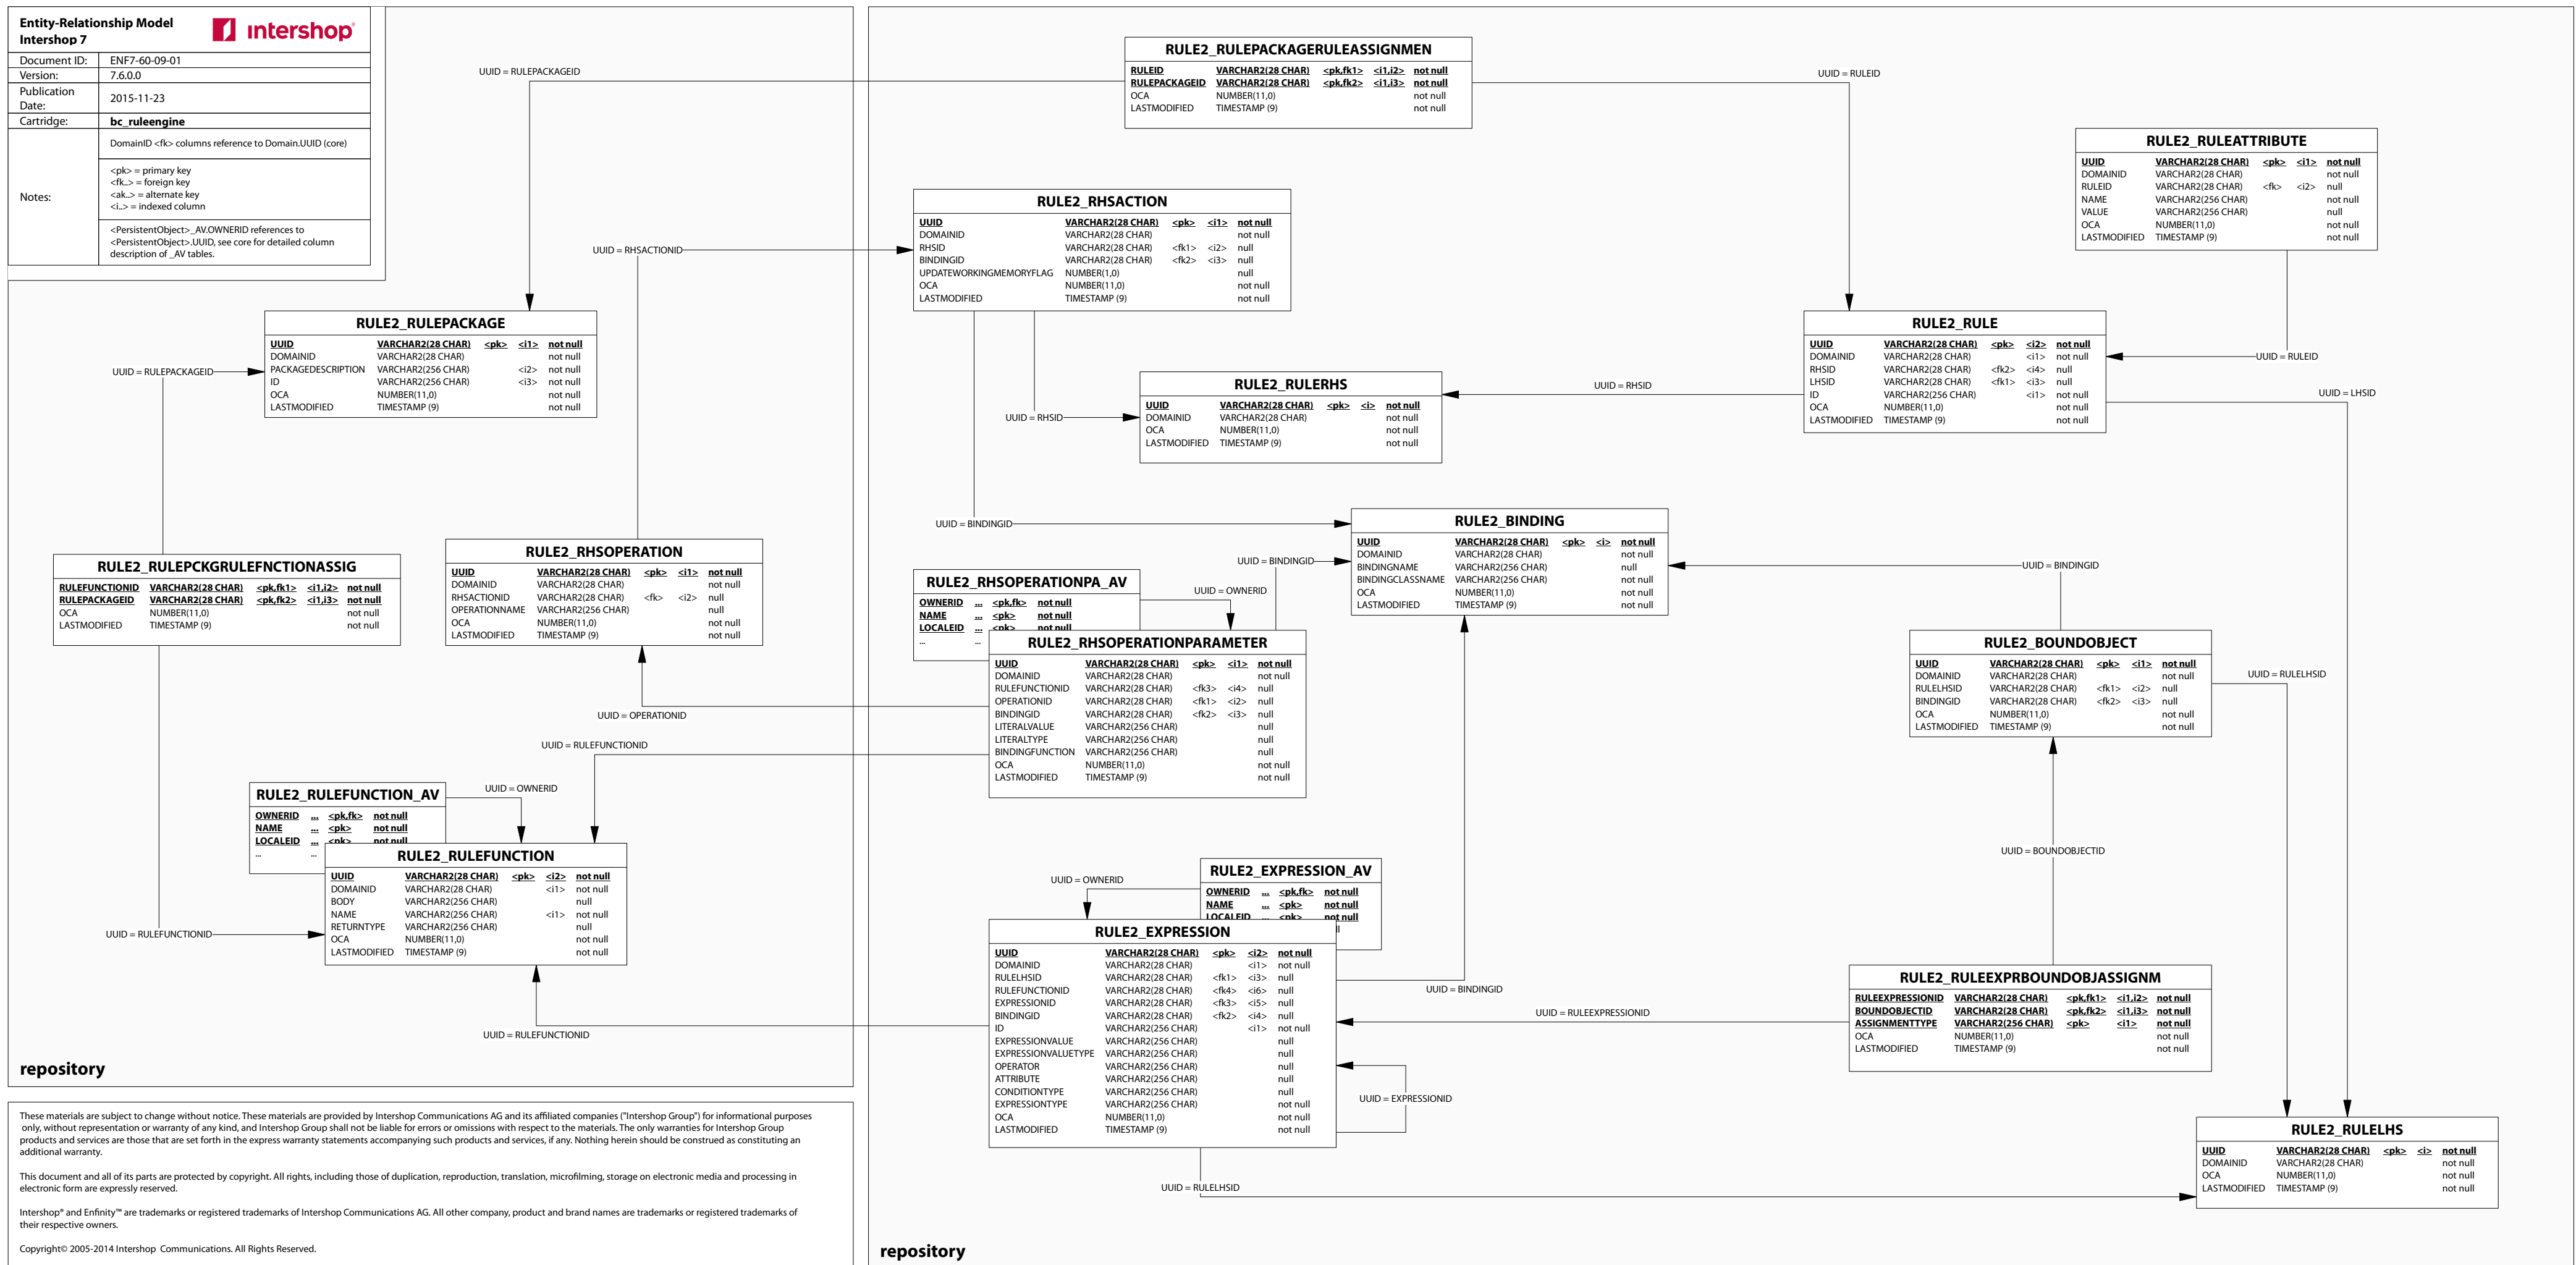 Entity-Relationship Model
Intershop 7
intershop®
Document ID: ENF7-60-09-01
Version: 7.6.0.0
Publication
Date:
2015-11-23
Cartridge: bc_ruleengine
Notes:
DomainID <fk> columns reference to Domain.UUID (core)
<pk> = primary key
<fk..> = foreign key
<ak..> = alternate key
<i..> = indexed column
<PersistentObject>_AV.OWNERID references to
<PersistentObject>.UUID, see core for detailed column
description of _AV tables.
UUID = RULEPACKAGEID
RULE2_RULEPACKAGERULEASSIGNMEN
RULEID VARCHAR2(28 CHAR) <pk,fk1> <i1,i2> not null
RULEPACKAGEID VARCHAR2(28 CHAR) <pk,fk2> <i1,i3> not null
OCA NUMBER(11,0) not null
LASTMODIFIED TIMESTAMP (9) not null
UUID = RULEID
RULE2_RULEATTRIBUTE
UUID VARCHAR2(28 CHAR) <pk> <i1> not null
DOMAINID VARCHAR2(28 CHAR) not null
RULEID VARCHAR2(28 CHAR) <fk> <i2> null
NAME VARCHAR2(256 CHAR) not null
VALUE VARCHAR2(256 CHAR) null
OCA NUMBER(11,0) not null
LASTMODIFIED TIMESTAMP (9) not null
UUID = RHSACTIONID
RULE2_RHSACTION
UUID VARCHAR2(28 CHAR) <pk> <i1> not null
DOMAINID VARCHAR2(28 CHAR) not null
RHSID VARCHAR2(28 CHAR) <fk1> <i2> null
BINDINGID VARCHAR2(28 CHAR) <fk2> <i3> null
UPDATEWORKINGMEMORYFLAG NUMBER(1,0) null
OCA NUMBER(11,0) not null
LASTMODIFIED TIMESTAMP (9) not null
RULE2_RULEPACKAGE
UUID VARCHAR2(28 CHAR) <pk> <i1> not null
DOMAINID VARCHAR2(28 CHAR) not null
PACKAGEDESCRIPTION VARCHAR2(256 CHAR) <i2> not null
ID VARCHAR2(256 CHAR) <i3> not null
OCA NUMBER(11,0) not null
LASTMODIFIED TIMESTAMP (9) not null
UUID = RULEPACKAGEID
RULE2_RULE
UUID VARCHAR2(28 CHAR) <pk> <i2> not null
DOMAINID VARCHAR2(28 CHAR) <i1> not null
RHSID VARCHAR2(28 CHAR) <fk2> <i4> null
LHSID VARCHAR2(28 CHAR) <fk1> <i3> null
ID VARCHAR2(256 CHAR) <i1> not null
OCA NUMBER(11,0) not null
LASTMODIFIED TIMESTAMP (9) not null
UUID = RULEID
UUID = LHSID
RULE2_RULERHS
UUID VARCHAR2(28 CHAR) <pk> <i> not null
DOMAINID VARCHAR2(28 CHAR) not null
OCA NUMBER(11,0) not null
LASTMODIFIED TIMESTAMP (9) not null
UUID = RHSID
UUID = RHSID
UUID = BINDINGID
RULE2_BINDING
UUID VARCHAR2(28 CHAR) <pk> <i> not null
DOMAINID VARCHAR2(28 CHAR) not null
BINDINGNAME VARCHAR2(256 CHAR) null
BINDINGCLASSNAME VARCHAR2(256 CHAR) not null
OCA NUMBER(11,0) not null
LASTMODIFIED TIMESTAMP (9) not null
UUID = BINDINGID
UUID = BINDINGID
RULE2_RULEPCKGRULEFNCTIONASSIG
RULEFUNCTIONID VARCHAR2(28 CHAR) <pk,fk1> <i1,i2> not null
RULEPACKAGEID VARCHAR2(28 CHAR) <pk,fk2> <i1,i3> not null
OCA NUMBER(11,0) not null
LASTMODIFIED TIMESTAMP (9) not null
RULE2_RHSOPERATION
UUID VARCHAR2(28 CHAR) <pk> <i1> not null
DOMAINID VARCHAR2(28 CHAR) not null
RHSACTIONID VARCHAR2(28 CHAR) <fk> <i2> null
OPERATIONNAME VARCHAR2(256 CHAR) null
OCA NUMBER(11,0) not null
LASTMODIFIED TIMESTAMP (9) not null
RULE2_RHSOPERATIONPA_AV
OWNERID ... <pk,fk> not null
NAME ... <pk> not null
LOCALEID ... <pk> not null
... ...
UUID = OWNERID
RULE2_RHSOPERATIONPARAMETER
UUID VARCHAR2(28 CHAR) <pk> <i1> not null
DOMAINID VARCHAR2(28 CHAR) not null
RULEFUNCTIONID VARCHAR2(28 CHAR) <fk3> <i4> null
OPERATIONID VARCHAR2(28 CHAR) <fk1> <i2> null
BINDINGID VARCHAR2(28 CHAR) <fk2> <i3> null
LITERALVALUE VARCHAR2(256 CHAR) null
LITERALTYPE VARCHAR2(256 CHAR) null
BINDINGFUNCTION VARCHAR2(256 CHAR) null
OCA NUMBER(11,0) not null
LASTMODIFIED TIMESTAMP (9) not null
UUID = OPERATIONID
UUID = RULEFUNCTIONID
RULE2_BOUNDOBJECT
UUID VARCHAR2(28 CHAR) <pk> <i1> not null
DOMAINID VARCHAR2(28 CHAR) not null
RULELHSID VARCHAR2(28 CHAR) <fk1> <i2> null
BINDINGID VARCHAR2(28 CHAR) <fk2> <i3> null
OCA NUMBER(11,0) not null
LASTMODIFIED TIMESTAMP (9) not null
UUID = RULELHSID
UUID = BOUNDOBJECTID
RULE2_RULEFUNCTION_AV
OWNERID ... <pk,fk> not null
NAME ... <pk> not null
LOCALEID ... <pk> not null
... ...
UUID = OWNERID
RULE2_RULEFUNCTION
UUID VARCHAR2(28 CHAR) <pk> <i2> not null
DOMAINID VARCHAR2(28 CHAR) <i1> not null
BODY VARCHAR2(256 CHAR) null
NAME VARCHAR2(256 CHAR) <i1> not null
RETURNTYPE VARCHAR2(256 CHAR) null
OCA NUMBER(11,0) not null
LASTMODIFIED TIMESTAMP (9) not null
UUID = RULEFUNCTIONID
UUID = RULEFUNCTIONID
UUID = OWNERID
RULE2_EXPRESSION_AV
OWNERID ... <pk,fk> not null
NAME ... <pk> not null
LOCALEID ... <pk> not null
RULE2_EXPRESSION
UUID VARCHAR2(28 CHAR) <pk> <i2> not null
DOMAINID VARCHAR2(28 CHAR) <i1> not null
RULELHSID VARCHAR2(28 CHAR) <fk1> <i3> null
RULEFUNCTIONID VARCHAR2(28 CHAR) <fk4> <i6> null
EXPRESSIONID VARCHAR2(28 CHAR) <fk3> <i5> null
BINDINGID VARCHAR2(28 CHAR) <fk2> <i4> null
ID VARCHAR2(256 CHAR) <i1> not null
EXPRESSIONVALUE VARCHAR2(256 CHAR) null
EXPRESSIONVALUETYPE VARCHAR2(256 CHAR) null
OPERATOR VARCHAR2(256 CHAR) null
ATTRIBUTE VARCHAR2(256 CHAR) null
CONDITIONTYPE VARCHAR2(256 CHAR) null
EXPRESSIONTYPE VARCHAR2(256 CHAR) not null
OCA NUMBER(11,0) not null
LASTMODIFIED TIMESTAMP (9) not null
UUID = BINDINGID
UUID = RULEEXPRESSIONID
UUID = EXPRESSIONID
UUID = RULELHSID
RULE2_RULEEXPRBOUNDOBJASSIGNM
RULEEXPRESSIONID VARCHAR2(28 CHAR) <pk,fk1> <i1,i2> not null
BOUNDOBJECTID VARCHAR2(28 CHAR) <pk,fk2> <i1,i3> not null
ASSIGNMENTTYPE VARCHAR2(256 CHAR) <pk> <i1> not null
OCA NUMBER(11,0) not null
LASTMODIFIED TIMESTAMP (9) not null
RULE2_RULELHS
UUID VARCHAR2(28 CHAR) <pk> <i> not null
DOMAINID VARCHAR2(28 CHAR) not null
OCA NUMBER(11,0) not null
LASTMODIFIED TIMESTAMP (9) not null
repository
These materials are subject to change without notice. These materials are provided by Intershop Communications AG and its affiliated companies ("Intershop Group") for informational purposes
only, without representation or warranty of any kind, and Intershop Group shall not be liable for errors or omissions with respect to the materials. The only warranties for Intershop Group
products and services are those that are set forth in the express warranty statements accompanying such products and services, if any. Nothing herein should be construed as constituting an
additional warranty.
This document and all of its parts are protected by copyright. All rights, including those of duplication, reproduction, translation, microfilming, storage on electronic media and processing in
electronic form are expressly reserved.
Intershop® and Enfinity™ are trademarks or registered trademarks of Intershop Communications AG. All other company, product and brand names are trademarks or registered trademarks of
their respective owners.
Copyright© 2005-2014 Intershop Communications. All Rights Reserved.
repository